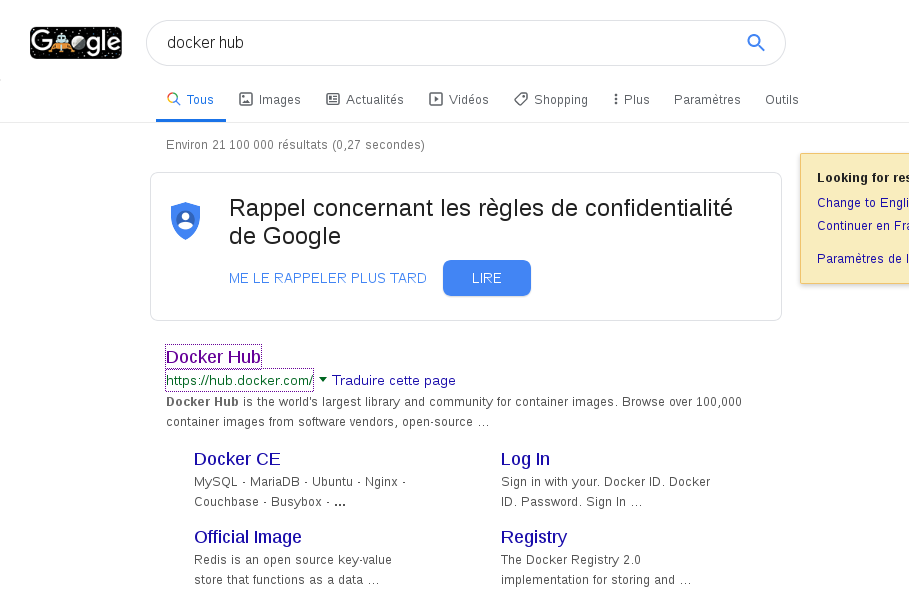 Google
docker hub
Tous Images Actualités Vidéos Shopping Plus Paramètres Outils
Environ 21 100 000 résultats (0,27 secondes)
Looking for res
Change to Engli
Continuer en Fra
Paramètres de l
Rappel concernant les règles de confidentialité
de Google
ME LE RAPPELER PLUS TARD LIRE
Docker Hub
https://hub.docker.com/ Traduire cette page
Docker Hub is the world's largest library and community for container images. Browse over 100,000
container images from software vendors, open-source ...
Docker CE
MySQL - MariaDB - Ubuntu - Nginx -
Couchbase - Busybox - ...
Log In
Sign in with your. Docker ID. Docker
ID. Password. Sign In ...
Official Image
Redis is an open source key-value
store that functions as a data ...
Registry
The Docker Registry 2.0
implementation for storing and ...